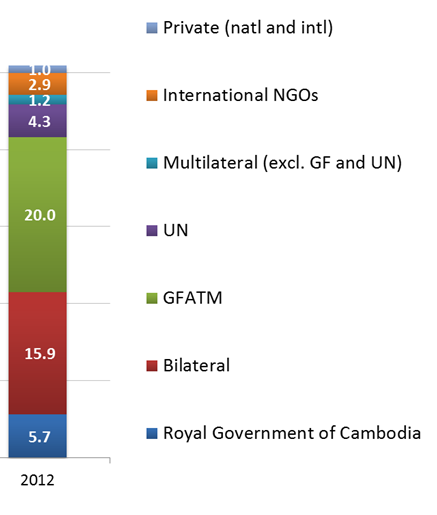 Private (natl and intl)
1.0
2.9
International NGOs
1.2
4.3
Multilateral (excl. GF and UN)
UN
20.0
GFATM
15.9
Bilateral
5.7
Royal Government of Cambodia
2012